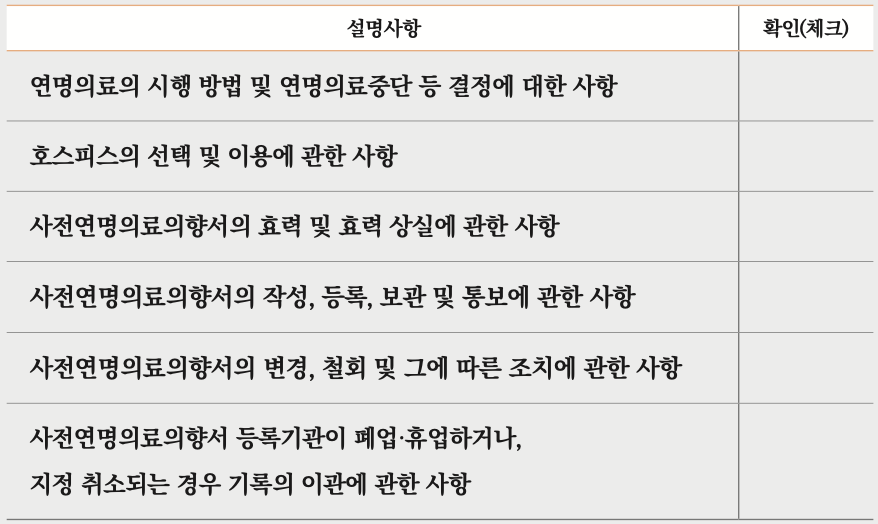 설명사항
확인(체크)
연명의료의 시행 방법 및 연명의료중단 등 결정에 대한 사항
호스피스의 선택 및 이용에 관한 사항
사전연명의료의향서의 효력 및 효력 상실에 관한 사항
사전연명의료의향서의 작성, 등록, 보관 및 통보에 관한 사항
사전연명의료의향서의 변경, 철회 및 그에 따른 조치에 관한 사항
사전연명의료의향서 등록기관이 폐업·휴업하거나,
지정 취소되는 경우 기록의 이관에 관한 사항